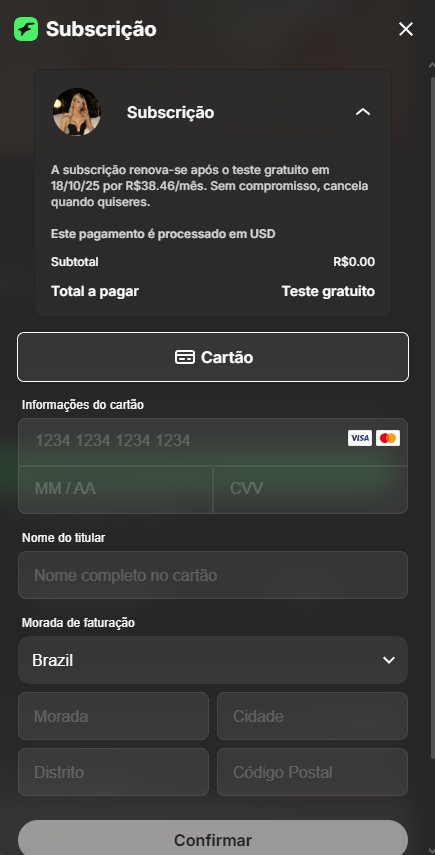 Subscrição
Subscrição
A subscrição renova-se após o teste gratuito em
18/10/25 por R$38.46/mês. Sem compromisso, cancela
quando quiseres.
Este pagamento é processado em USD
Subtotal R$0.00
Total a pagar Teste gratuito
Cartão
Informações do cartão
1234 1234 1234 1234 VISA
MM / AA CVV
Nome do titular
Nome completo no cartão
Morada de faturação
Brazil
Morada Cidade
Distrito Código Postal
Confirmar